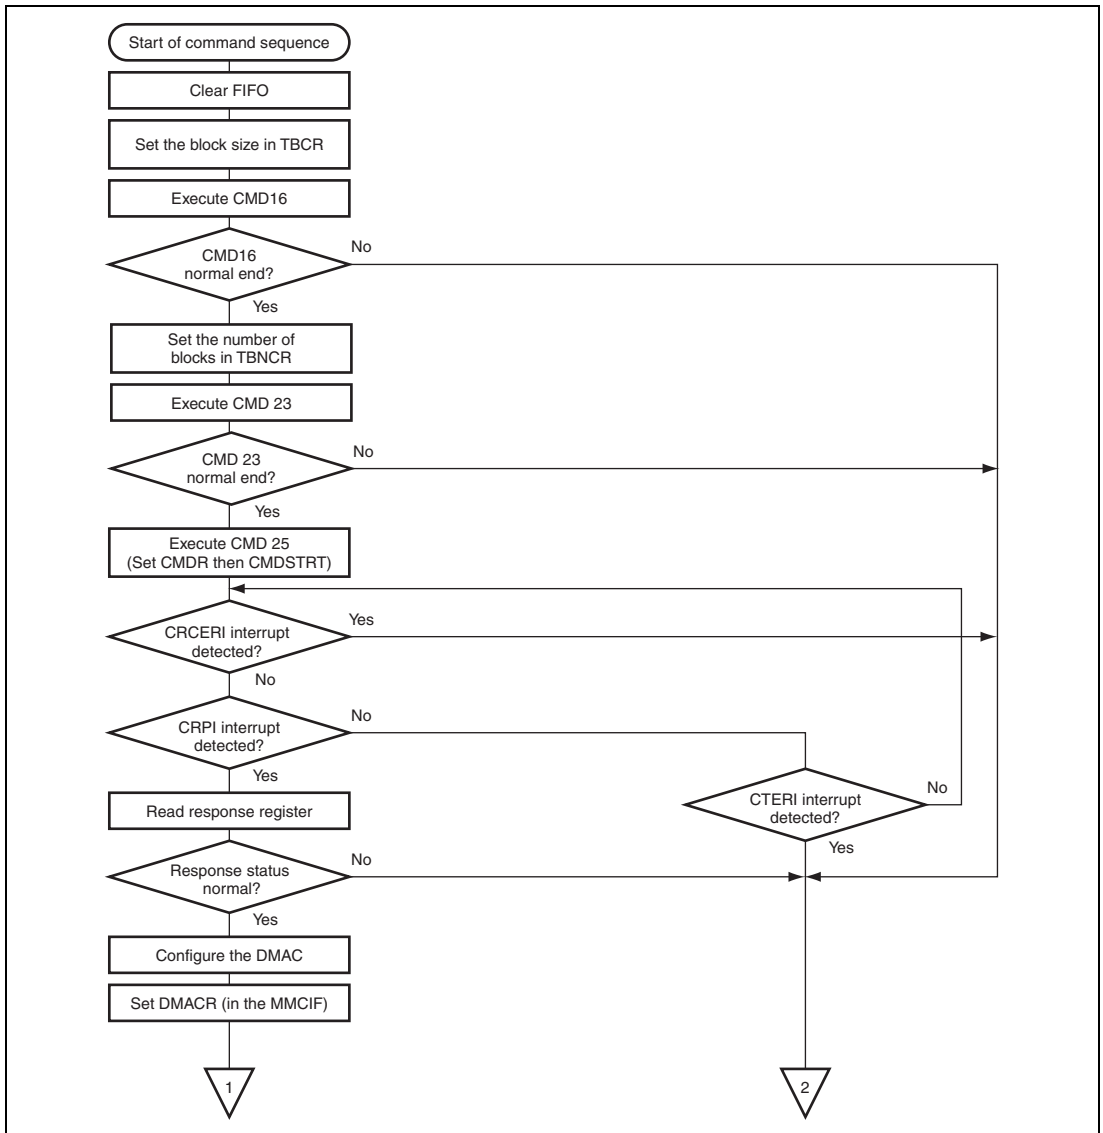 Start of command sequence
Clear FIFO
Set the block size in TBCR
Execute CMD16
CMD16
normal end?
No
Yes
Set the number of
blocks in TBNCR
Execute CMD 23
CMD 23
normal end?
No
Yes
Execute CMD 25
(Set CMDR then CMDSTRT)
CRCERI interrupt
detected?
Yes
No
CRPI interrupt
detected?
No
Yes
CTERI interrupt
detected?
No
Yes
Read response register
Response status
normal?
No
Yes
Configure the DMAC
Set DMACR (in the MMCIF)
1
2